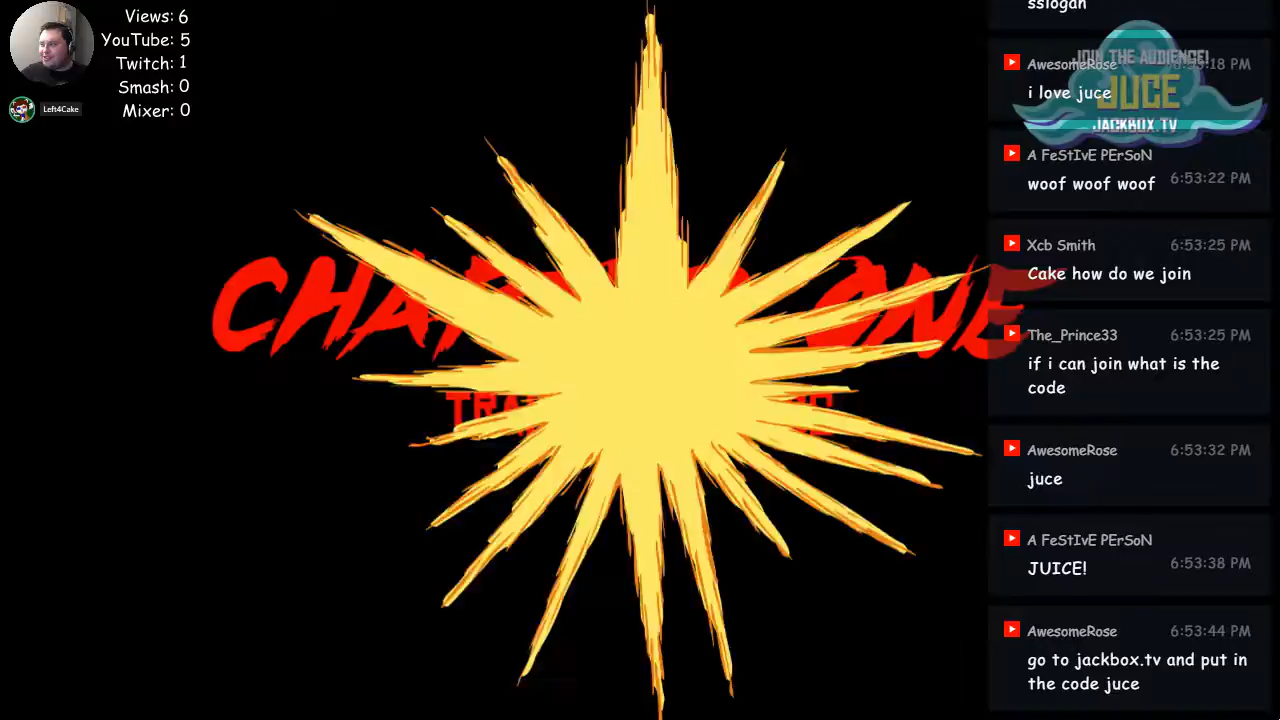 Views: 6
YouTube: 5
Twitch: 1
Smash: 0
Mixer: 0
Left4Cake
sslogan
AwesomeRose
:18 PM
i love juce
JOIN THE AUDIENCE!
JUCE
JACKBOX.TV
A FeStIvE PErSoN
woof woof woof
6:53:22 PM
Xcb Smith 6:53:25 PM
Cake how do we join
The_Prince33 6:53:25 PM
if i can join what is the
code
AwesomeRose 6:53:32 PM
juce
A FeStIvE PErSoN
JUICE!
6:53:38 PM
AwesomeRose 6:53:44 PM
go to jackbox.tv and put in
the code juce
ONE